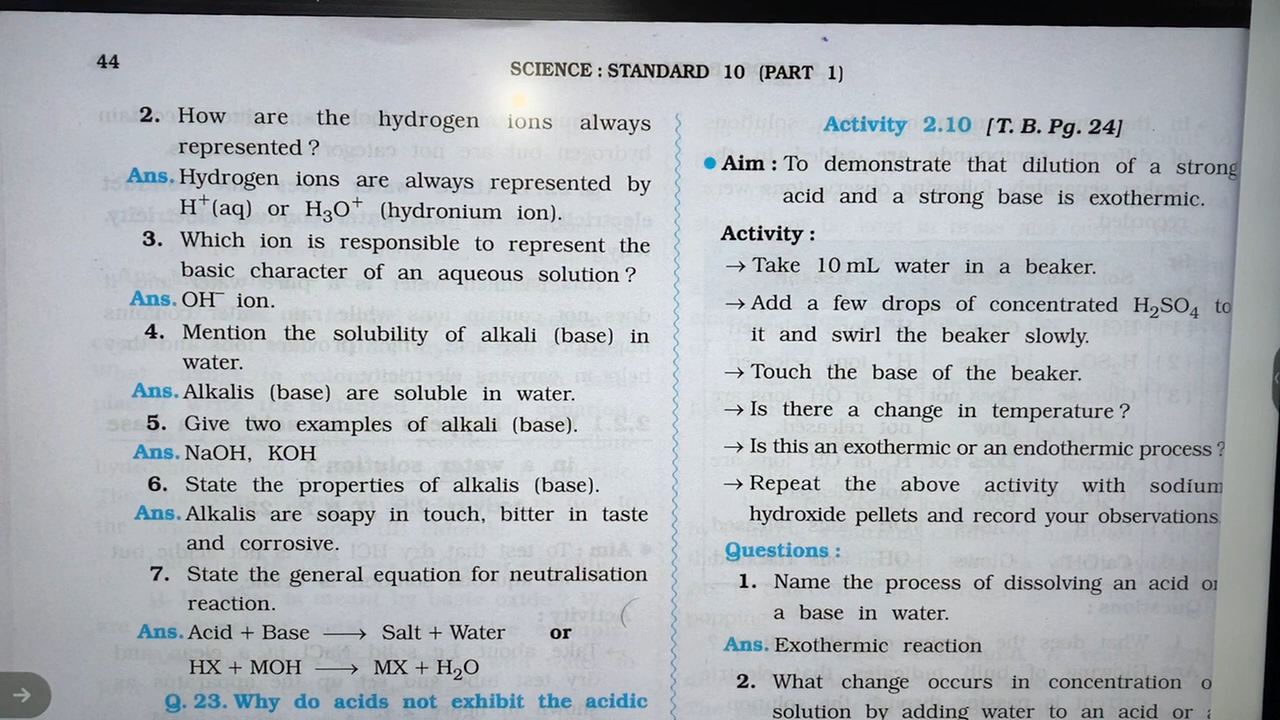 44
SCIENCE : STANDARD 10 (PART 1)
2. How are the hydrogen ions always
represented ?
Ans. Hydrogen ions are always represented by
H⁺(aq) or H₃O⁺ (hydronium ion).
3. Which ion is responsible to represent the
basic character of an aqueous solution ?
Ans. OH⁻ ion.
4. Mention the solubility of alkali (base) in
water.
Ans. Alkalis (base) are soluble in water.
5. Give two examples of alkali (base).
Ans. NaOH, KOH
6. State the properties of alkalis (base).
Ans. Alkalis are soapy in touch, bitter in taste
and corrosive.
7. State the general equation for neutralisation
reaction.
Ans. Acid + Base ⟶ Salt + Water or
HX + MOH ⟶ MX + H₂O
Q. 23. Why do acids not exhibit the acidic
Activity 2.10 [T. B. Pg. 24]
• Aim : To demonstrate that dilution of a strong
acid and a strong base is exothermic.
Activity :
→ Take 10 mL water in a beaker.
→ Add a few drops of concentrated H₂SO₄ to
it and swirl the beaker slowly.
→ Touch the base of the beaker.
→ Is there a change in temperature ?
→ Is this an exothermic or an endothermic process ?
→ Repeat the above activity with sodium
hydroxide pellets and record your observations
Questions :
1. Name the process of dissolving an acid or
a base in water.
Ans. Exothermic reaction
2. What change occurs in concentration o
solution by adding water to an acid or